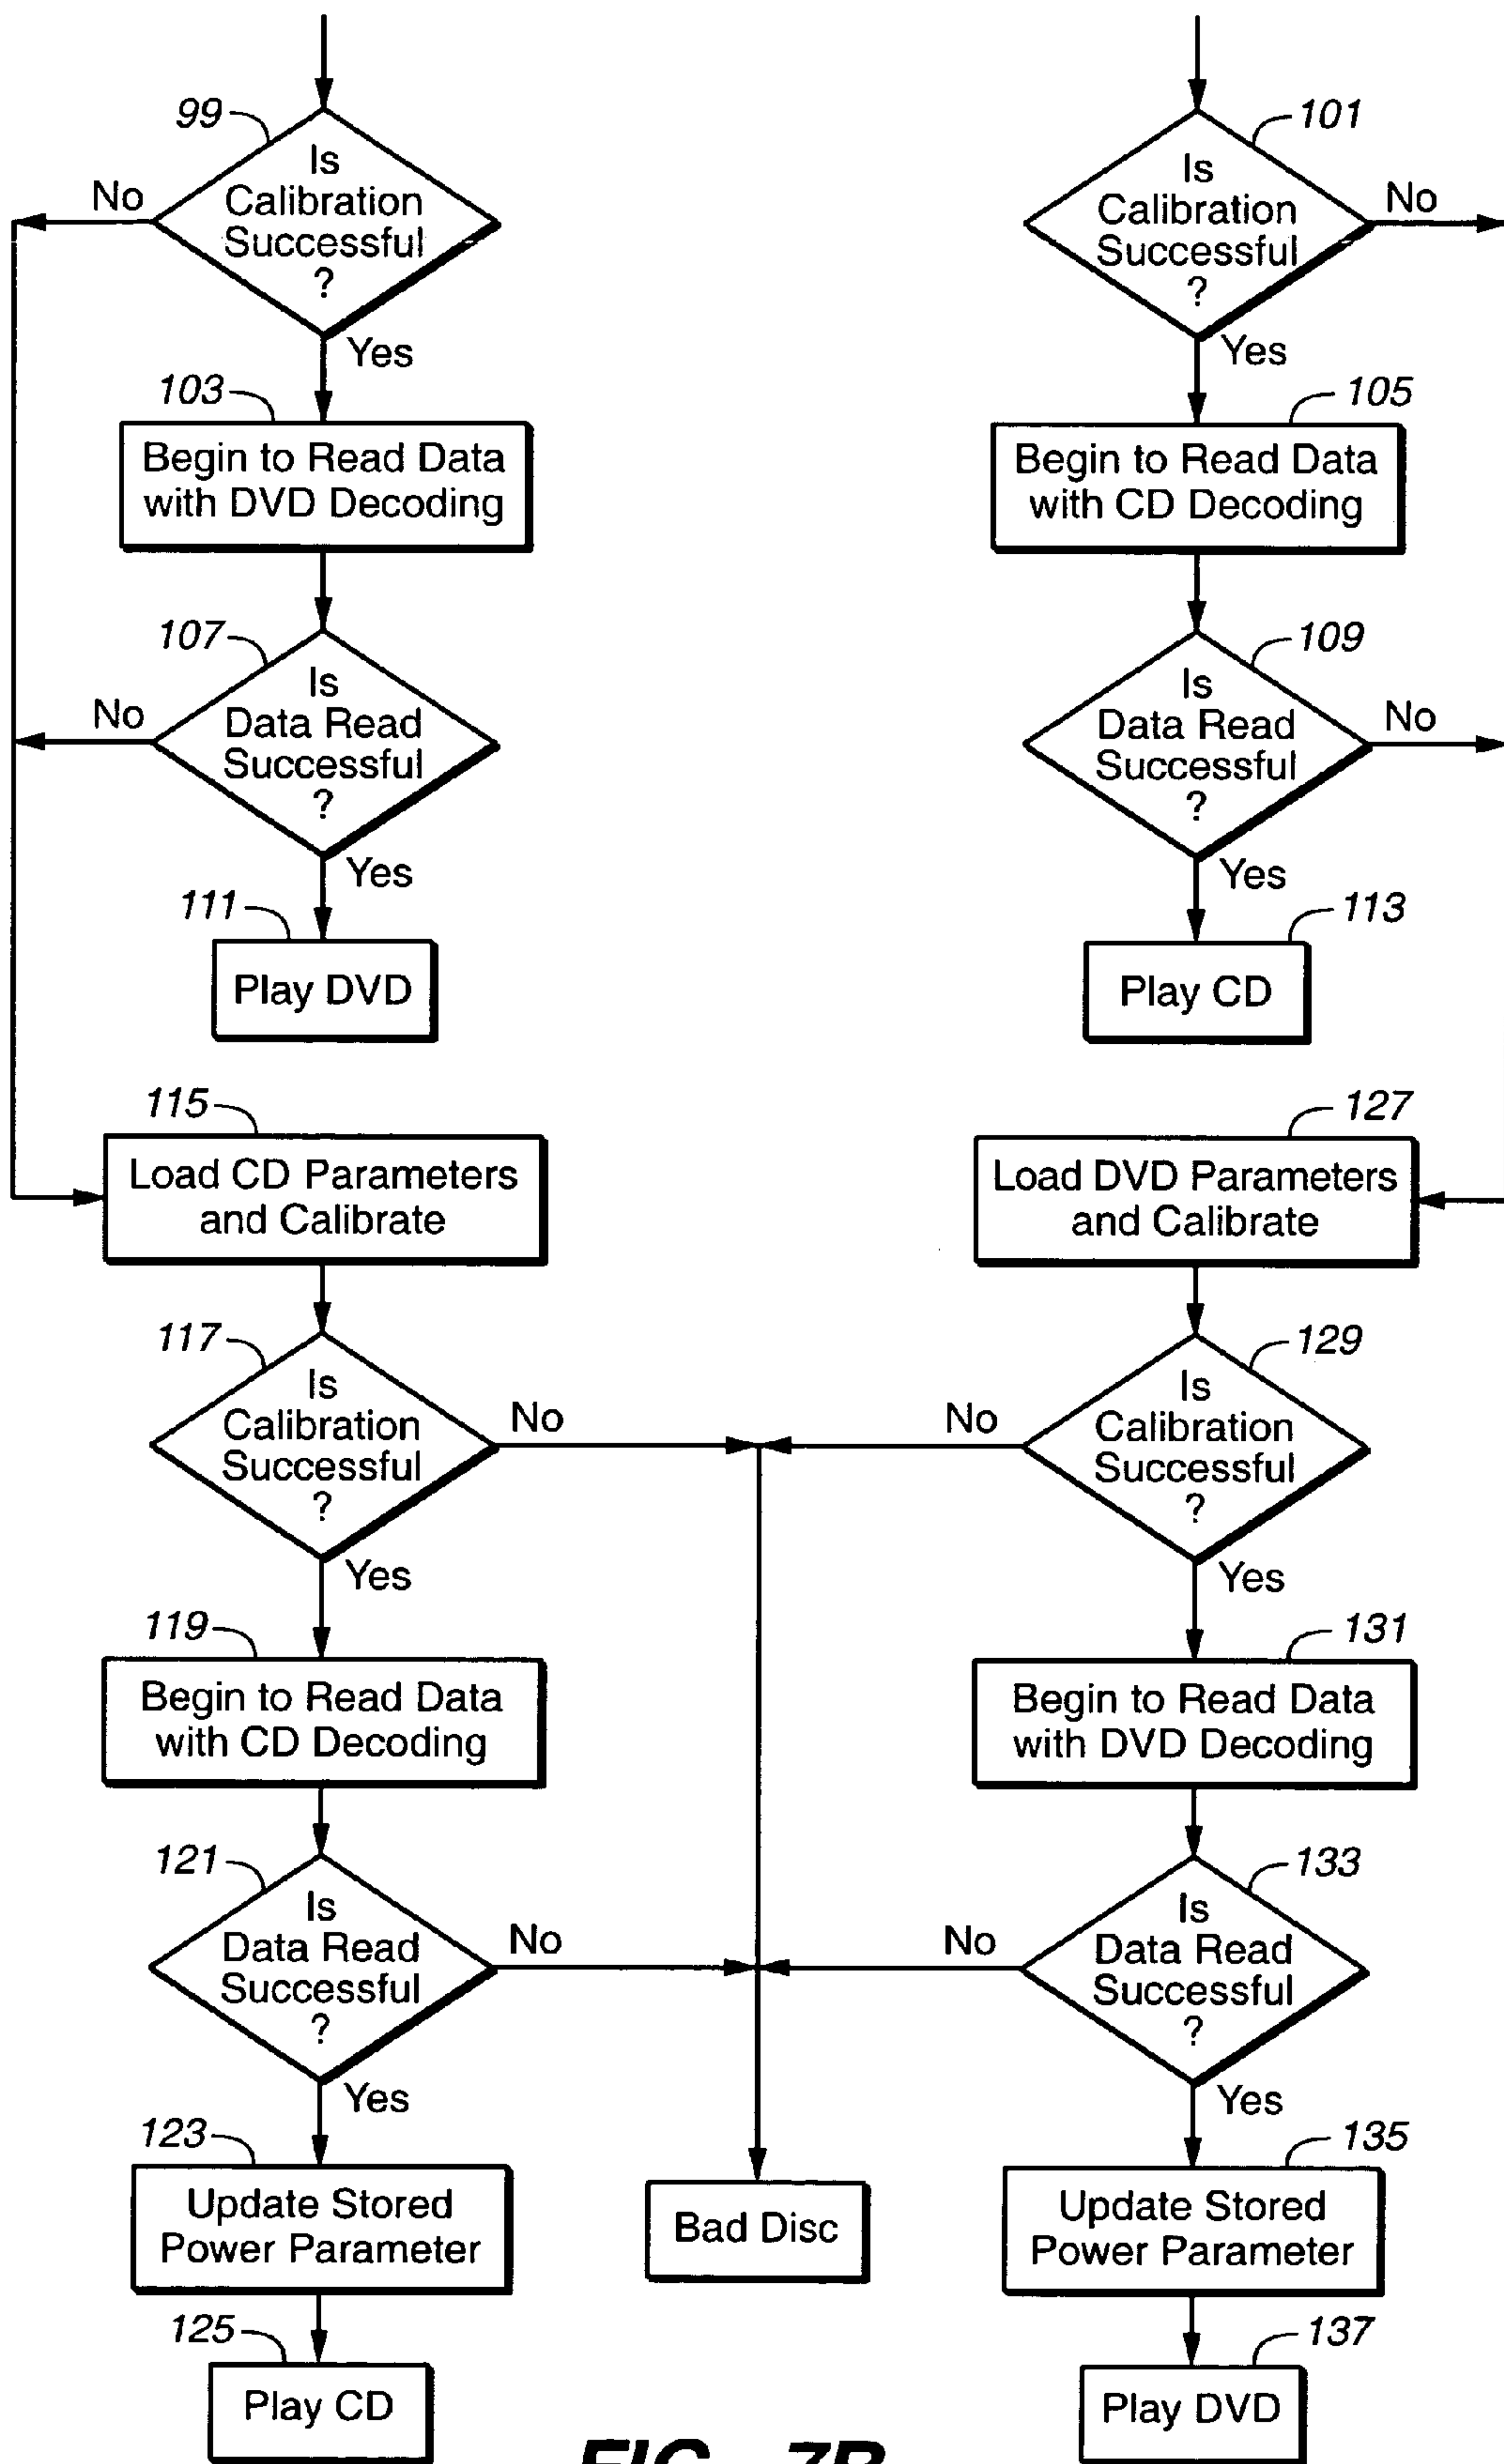 99
Is
Calibration
Successful
?
No
Yes
103
Begin to Read Data
with DVD Decoding
107
Is
Data Read
Successful
?
No
Yes
111
Play DVD
115
Load CD Parameters
and Calibrate
117
Is
Calibration
Successful
?
No
Yes
119
Begin to Read Data
with CD Decoding
121
Is
Data Read
Successful
?
No
Yes
123
Update Stored
Power Parameter
125
Play CD
Bad Disc
101
Is
Calibration
Successful
?
No
Yes
105
Begin to Read Data
with CD Decoding
109
Is
Data Read
Successful
?
No
Yes
113
Play CD
127
Load DVD Parameters
and Calibrate
129
Is
Calibration
Successful
?
No
Yes
131
Begin to Read Data
with DVD Decoding
133
Is
Data Read
Successful
?
No
Yes
135
Update Stored
Power Parameter
137
Play DVD
FIG._7B